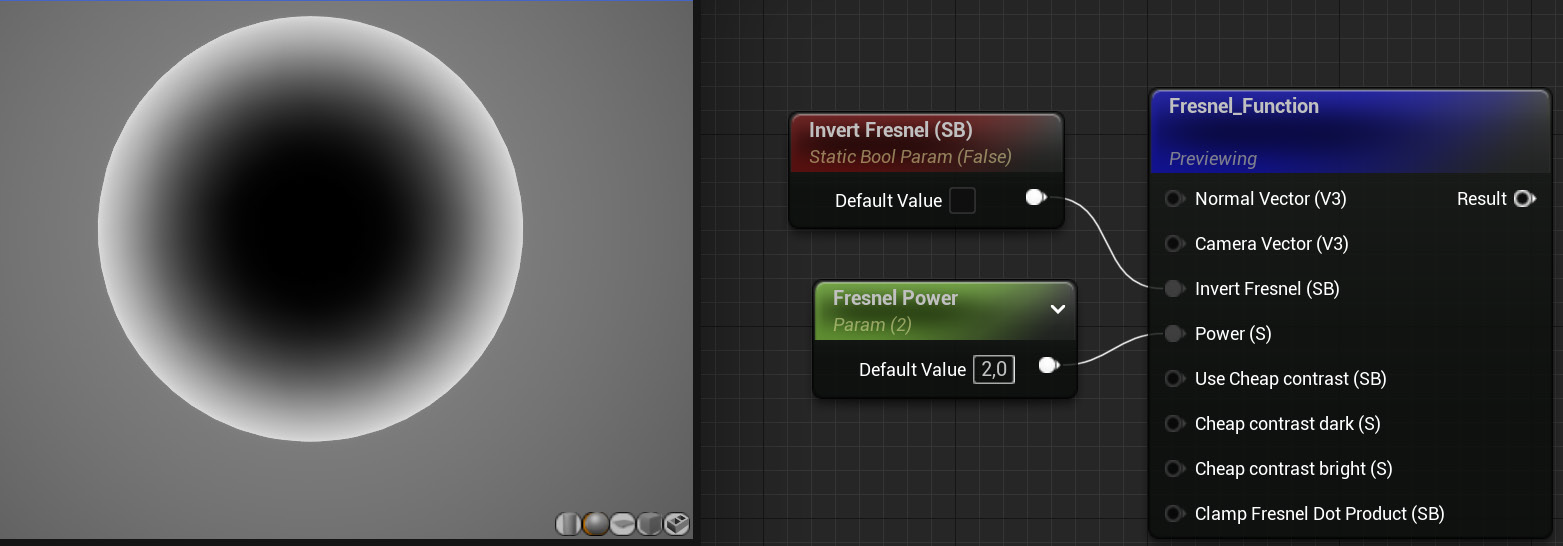 Invert Fresnel (SB)
Static Bool Param (False)
Default Value
Fresnel Power
Param (2)
Default Value 2,0
Fresnel_Function
Previewing
Normal Vector (V3) Result
Camera Vector (V3)
Invert Fresnel (SB)
Power (S)
Use Cheap contrast (SB)
Cheap contrast dark (S)
Cheap contrast bright (S)
Clamp Fresnel Dot Product (SB)